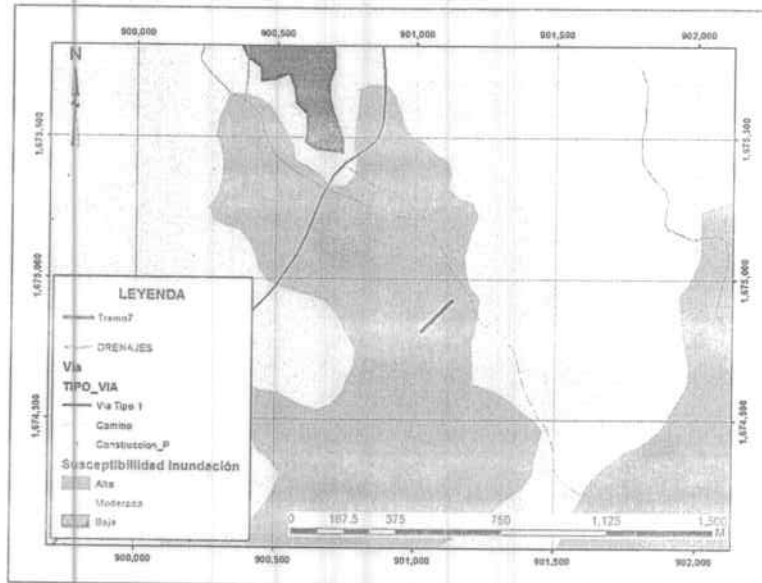 900,000 900,500 901,000 901,500 902,000
N
1,675,500 1,675,500
1,675,000 1,675,000
1,674,500 1,674,500
LEYENDA
Tramo7
DRENAJES
Via
TIPO_VIA
Via Tipo 1
Camino
Construccion_P
Susceptibilidad Inundación
Alta
Moderada
Baja
0 187.5 375 750 1,125 1,500
M
900,000 900,500 901,000 901,500 902,000